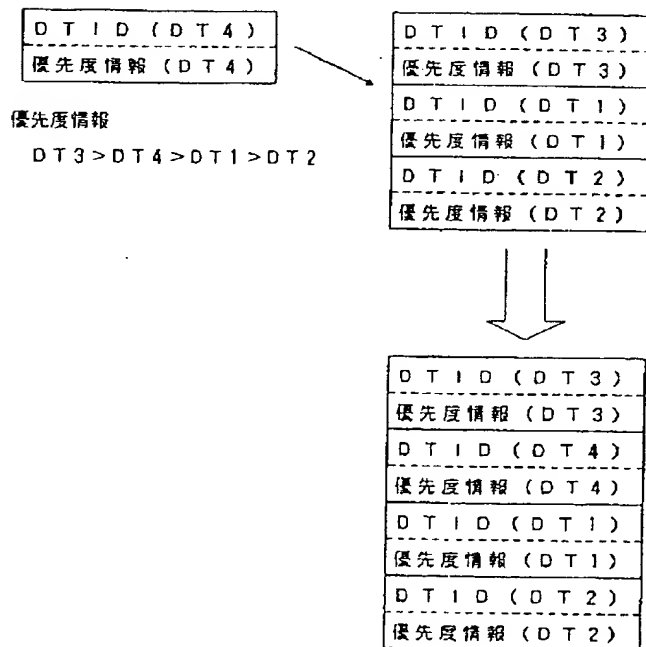 DTID(DT4)
優先度情報(DT4)
優先度情報
DT3>DT4>DT1>DT2
DTID(DT3)
優先度情報(DT3)
DTID(DT1)
優先度情報(DT1)
DTID(DT2)
優先度情報(DT2)
DTID(DT3)
優先度情報(DT3)
DTID(DT4)
優先度情報(DT4)
DTID(DT1)
優先度情報(DT1)
DTID(DT2)
優先度情報(DT2)